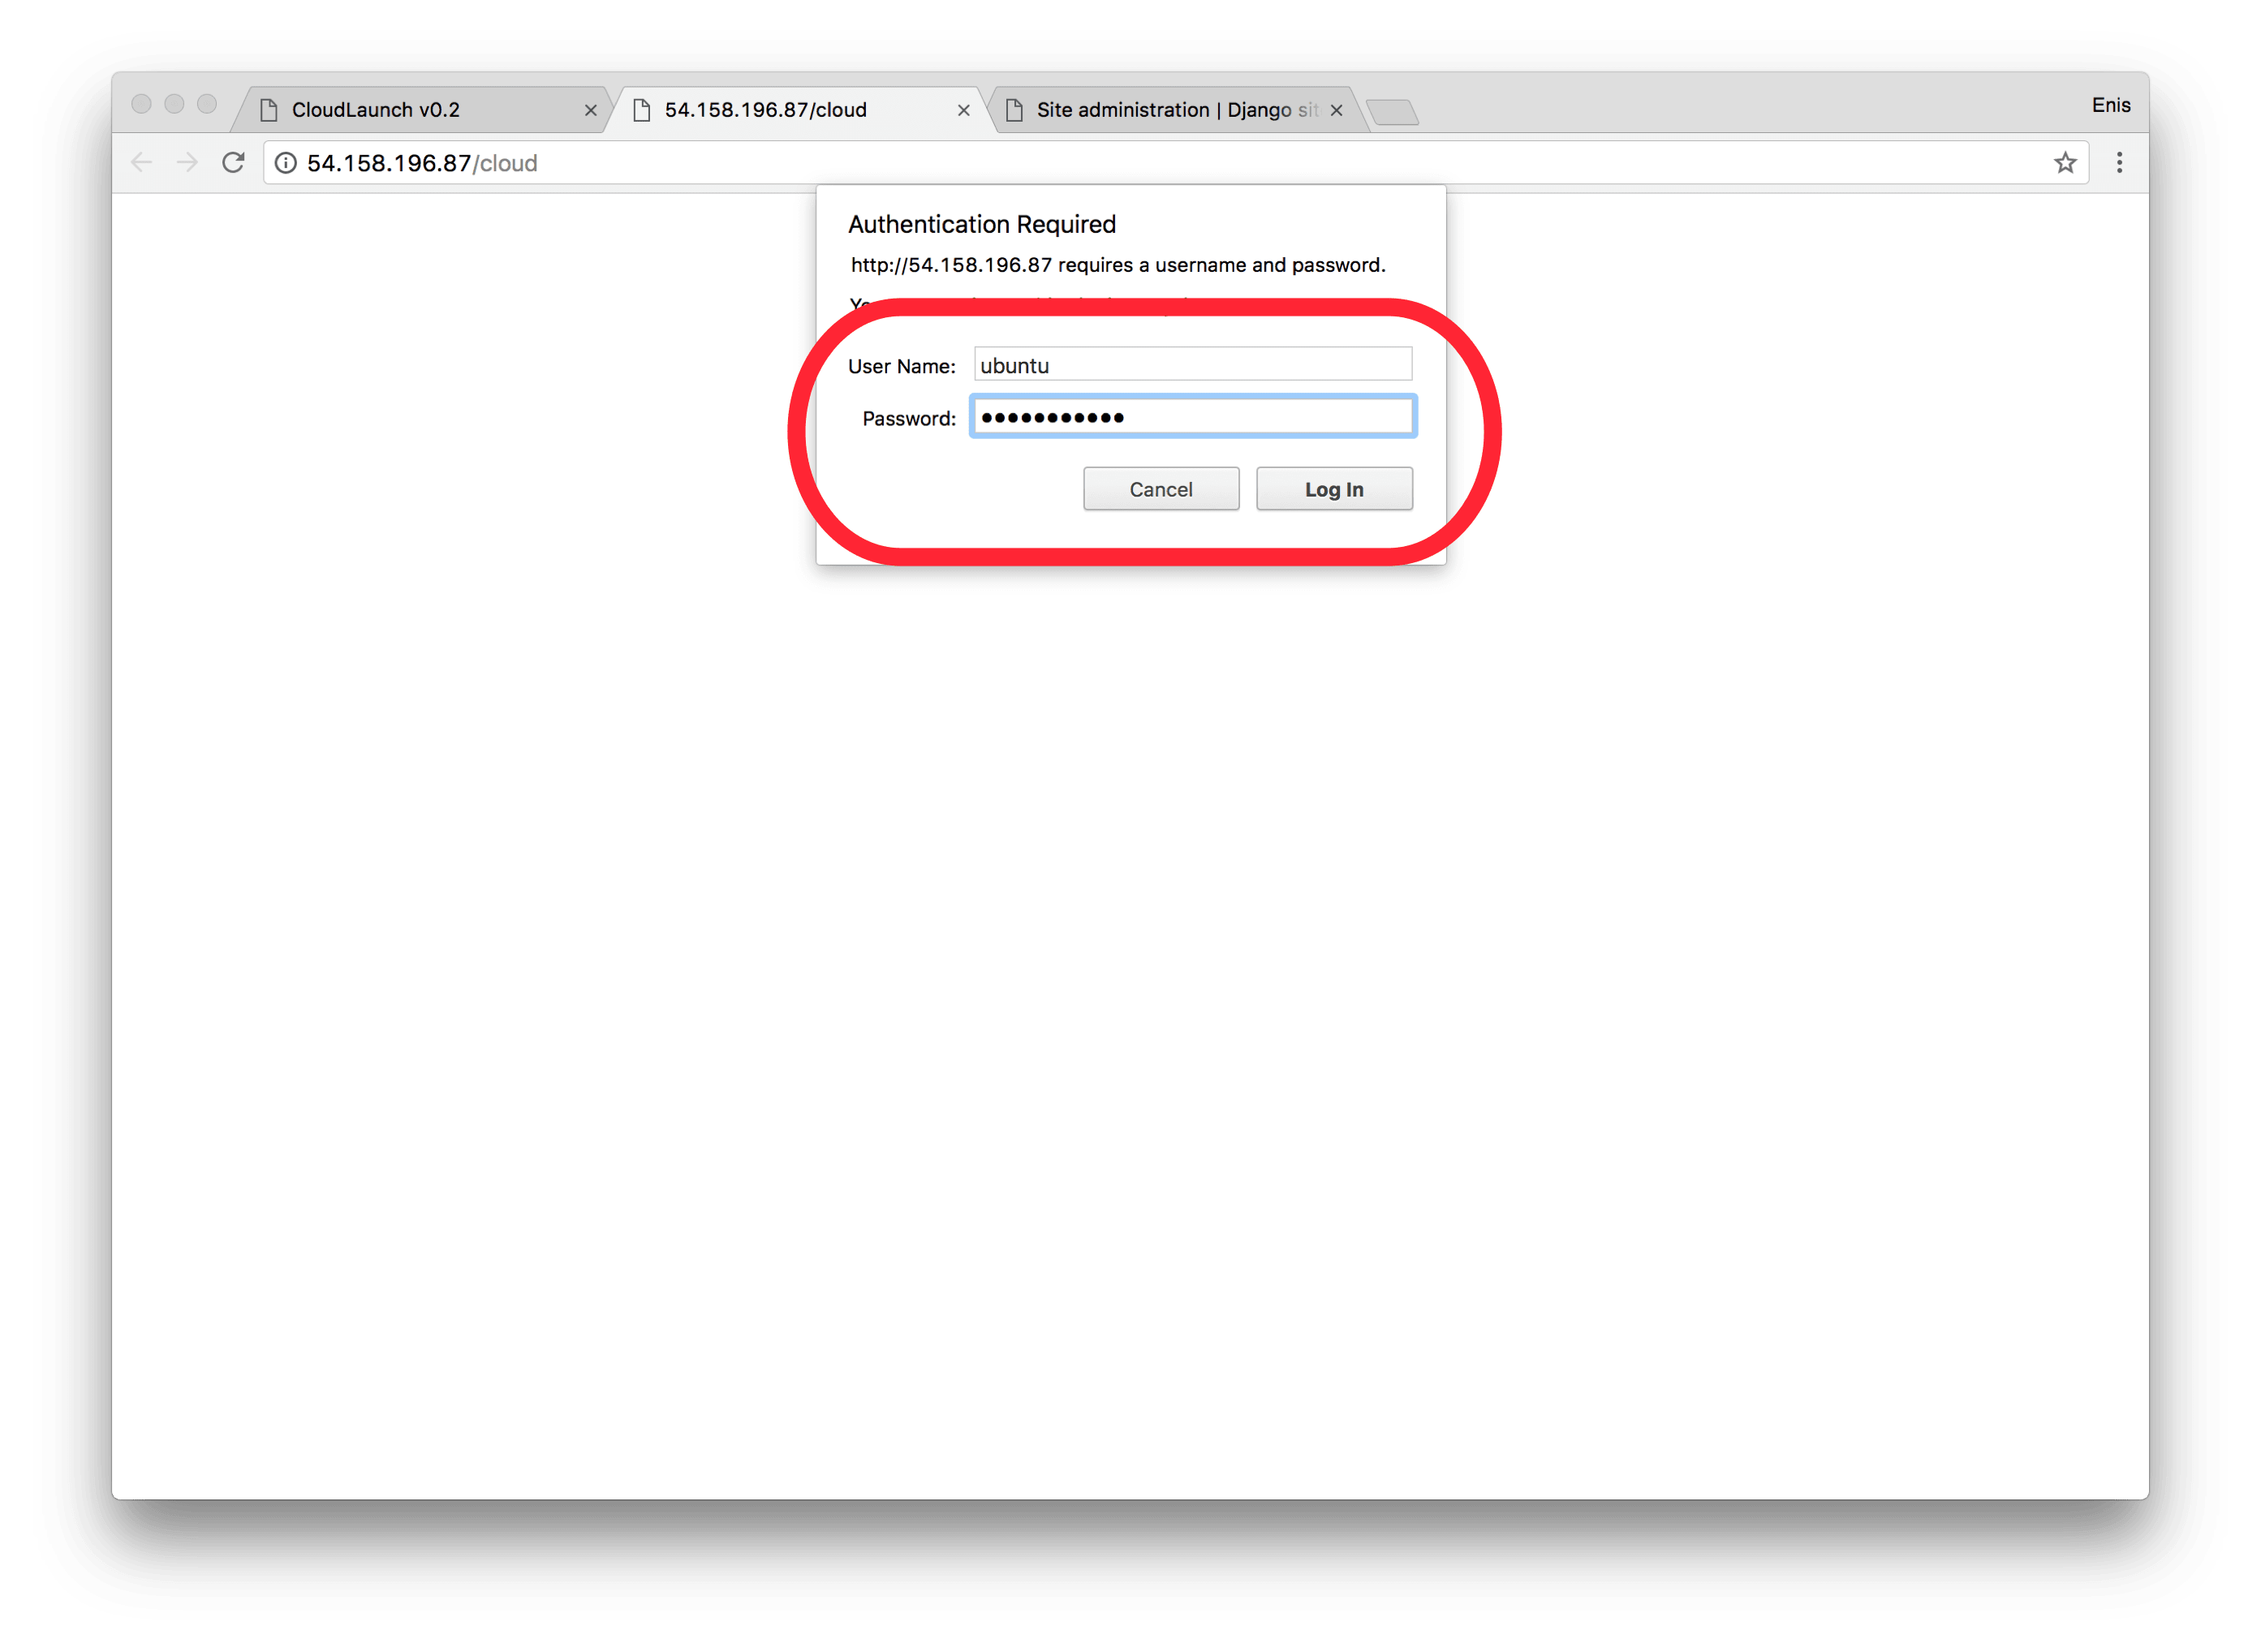 CloudLaunch v0.2
54.158.196.87/cloud
Site administration | Django sit
Enis
54.158.196.87/cloud
Authentication Required
http://54.158.196.87 requires a username and password.
User Name: ubuntu
Password: •••••••••••
Cancel Log In